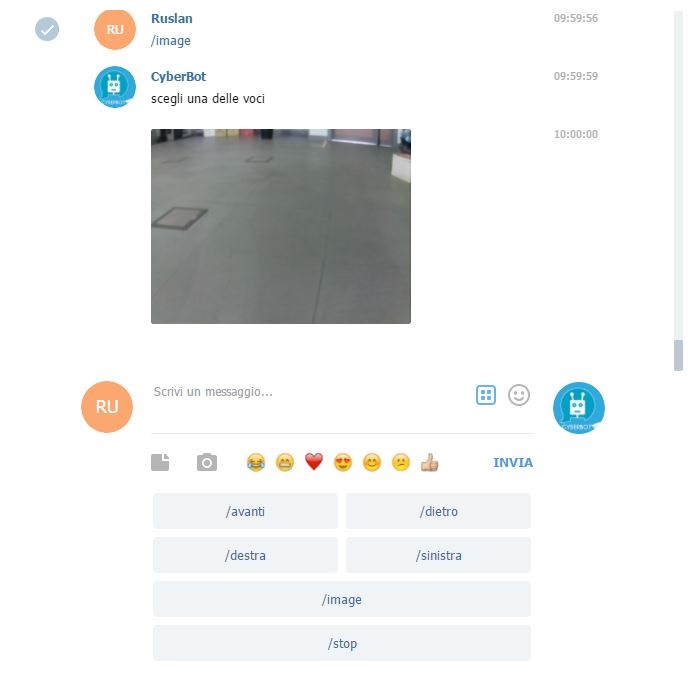 Ruslan 09:59:56
RU
/image
CyberBot 09:59:59
scegli una delle voci
10:00:00
RU
Scrivi un messaggio...
CYBERBOT
INVIA
/avanti /dietro
/destra /sinistra
/image
/stop